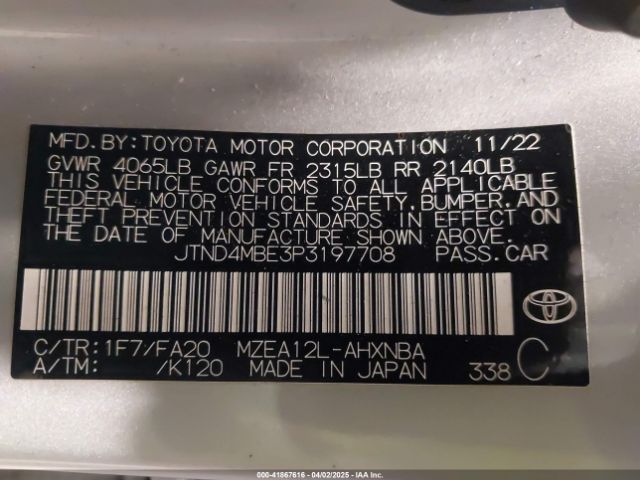 MFD.BY:TOYOTA MOTOR CORPORATION 11/22
GVWR 4065LB GAWR FR 2315LB RR 2140LB
THIS VEHICLE CONFORMS TO ALL APPLICABLE
FEDERAL MOTOR VEHICLE SAFETY,BUMPER,AND
THEFT PREVENTION STANDARDS IN EFFECT ON
THE DATE OF MANUFACTURE SHOWN ABOVE.
JTND4MBE3P3197708 PASS.CAR
C/TR:1F7/FA20 MZEA12L-AHXNBA
A/TM: /K120 MADE IN JAPAN 338 C
000-41867616 - 04/02/2025 - IAA Inc.